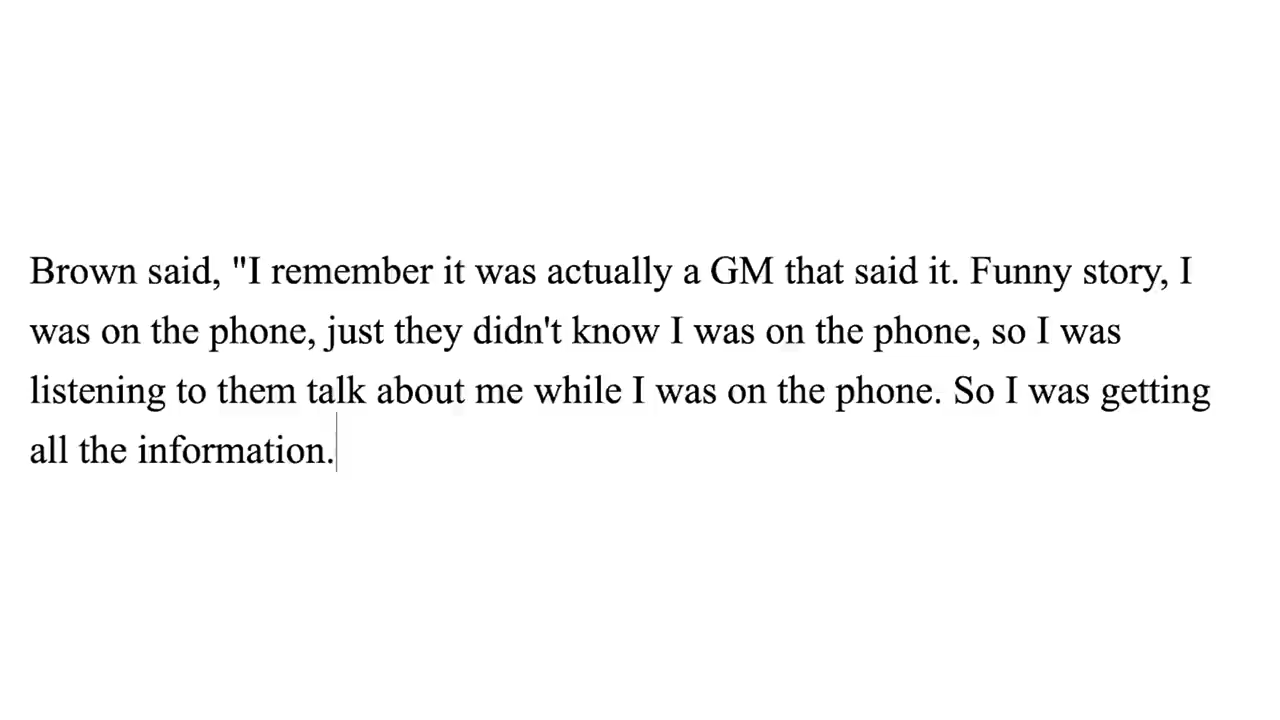 Brown said, "I remember it was actually a GM that said it. Funny story, I
was on the phone, just they didn't know I was on the phone, so I was
listening to them talk about me while I was on the phone. So I was getting
all the information.